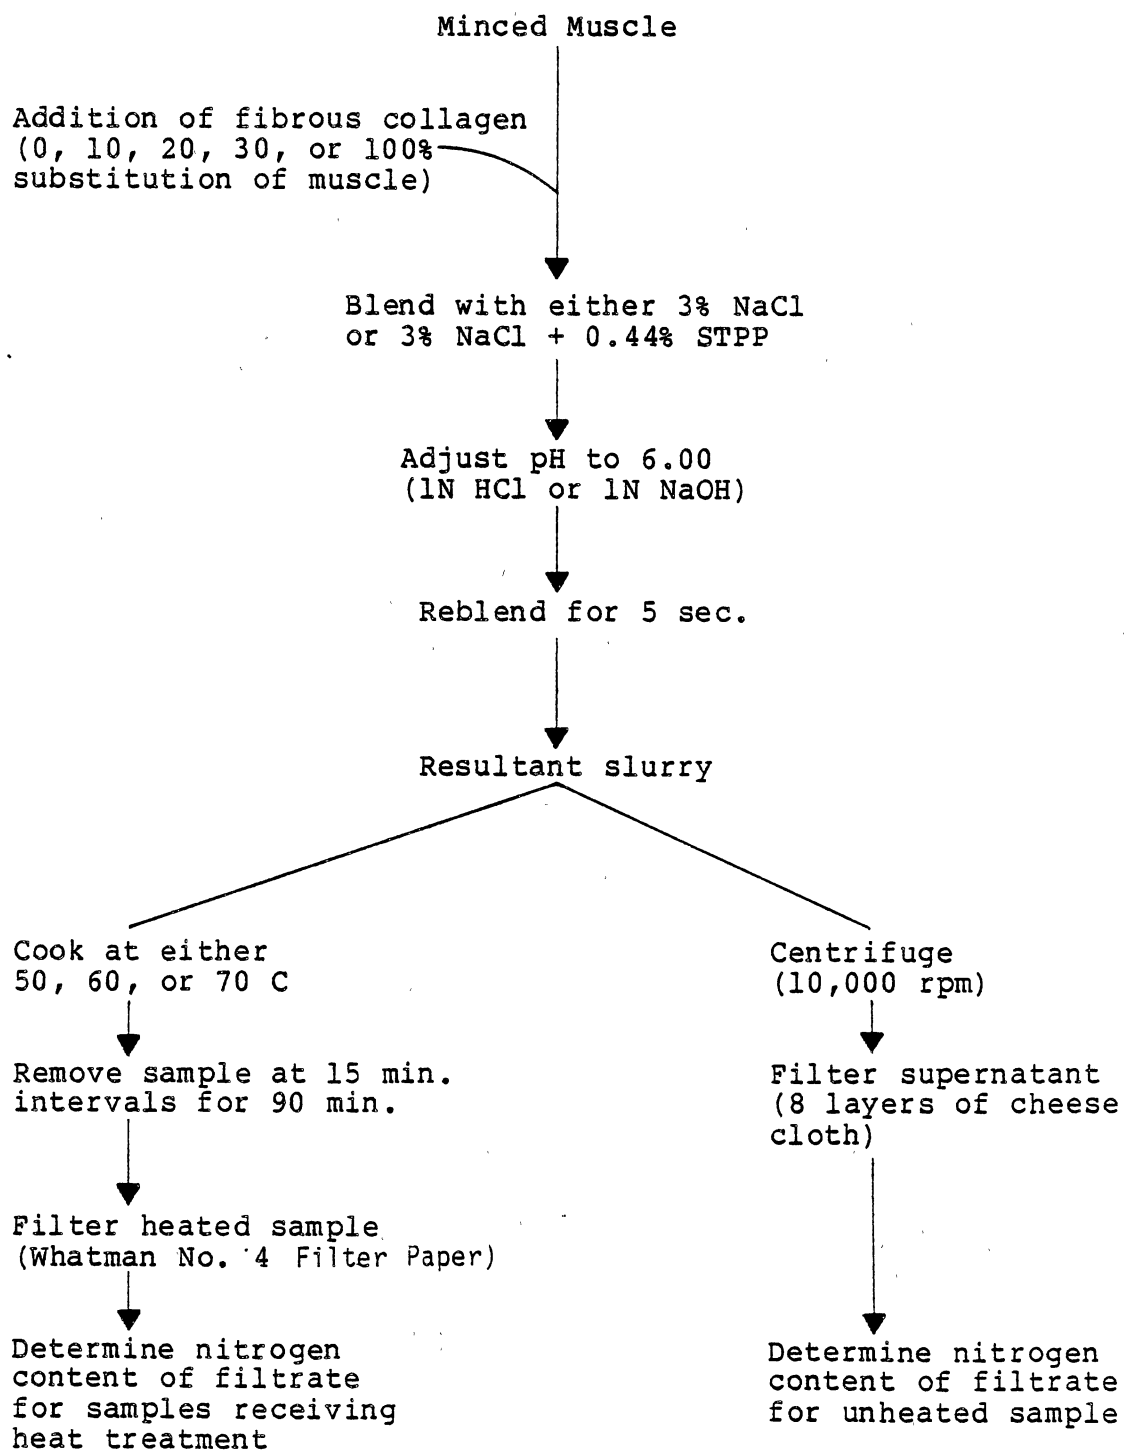 Minced Muscle
Addition of fibrous collagen
(0, 10, 20, 30, or 100%
substitution of muscle)
Blend with either 3% NaCl
or 3% NaCl + 0.44% STPP
Adjust pH to 6.00
(1N HCl or 1N NaOH)
Reblend for 5 sec.
Resultant slurry
Cook at either
50, 60, or 70 C
Remove sample at 15 min.
intervals for 90 min.
Filter heated sample
(Whatman No. 4 Filter Paper)
Determine nitrogen
content of filtrate
for samples receiving
heat treatment
Centrifuge
(10,000 rpm)
Filter supernatant
(8 layers of cheese
cloth)
Determine nitrogen
content of filtrate
for unheated sample